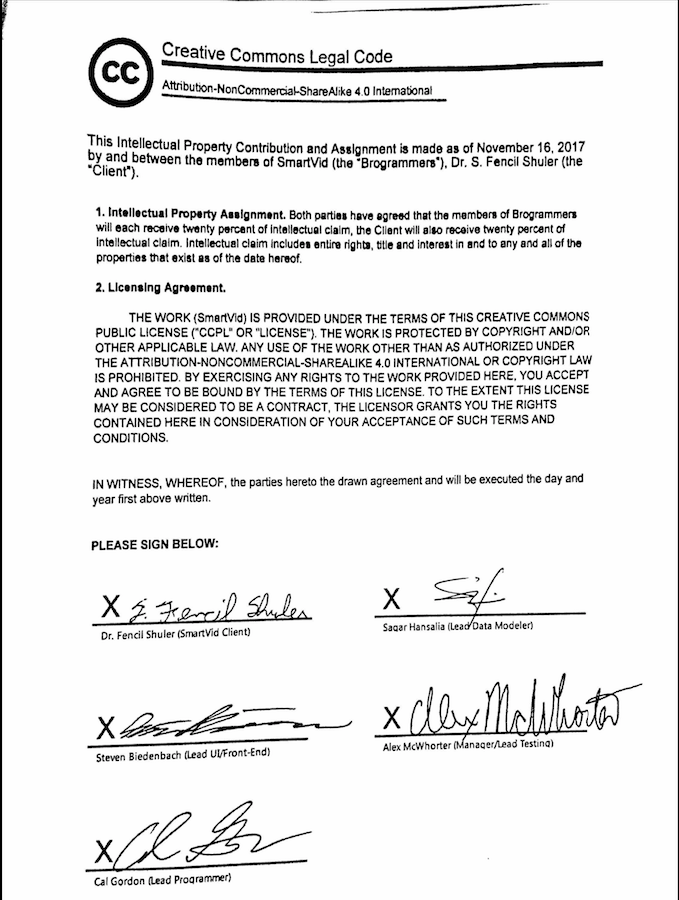 CC
Creative Commons Legal Code
Attribution-NonCommercial-ShareAlike 4.0 International
This Intellectual Property Contribution and Assignment is made as of November 16, 2017
by and between the members of SmartVid (the "Brogrammers"), Dr. S. Fencil Shuler (the
"Client").
1. Intellectual Property Assignment. Both parties have agreed that the members of Brogrammers
will each receive twenty percent of intellectual claim, the Client will also receive twenty percent of
intellectual claim. Intellectual claim includes entire rights, title and interest in and to any and all of the
properties that exist as of the date hereof.
2. Licensing Agreement.
THE WORK (SmartVid) IS PROVIDED UNDER THE TERMS OF THIS CREATIVE COMMONS
PUBLIC LICENSE ("CCPL" OR "LICENSE"). THE WORK IS PROTECTED BY COPYRIGHT AND/OR
OTHER APPLICABLE LAW. ANY USE OF THE WORK OTHER THAN AS AUTHORIZED UNDER
THE ATTRIBUTION-NONCOMMERCIAL-SHAREALIKE 4.0 INTERNATIONAL OR COPYRIGHT LAW
IS PROHIBITED. BY EXERCISING ANY RIGHTS TO THE WORK PROVIDED HERE, YOU ACCEPT
AND AGREE TO BE BOUND BY THE TERMS OF THIS LICENSE. TO THE EXTENT THIS LICENSE
MAY BE CONSIDERED TO BE A CONTRACT, THE LICENSOR GRANTS YOU THE RIGHTS
CONTAINED HERE IN CONSIDERATION OF YOUR ACCEPTANCE OF SUCH TERMS AND
CONDITIONS.
IN WITNESS, WHEREOF, the parties hereto the drawn agreement and will be executed the day and
year first above written.
PLEASE SIGN BELOW:
X S. Fencil Shuler
Dr. Fencil Shuler (SmartVid Client)
X
Sagar Hansalia (Lead Data Modeler)
X
Steven Biedenbach (Lead UI/Front-End)
X Alex McWhorter
Alex McWhorter (Manager/Lead Testing)
X
Cal Gordon (Lead Programmer)